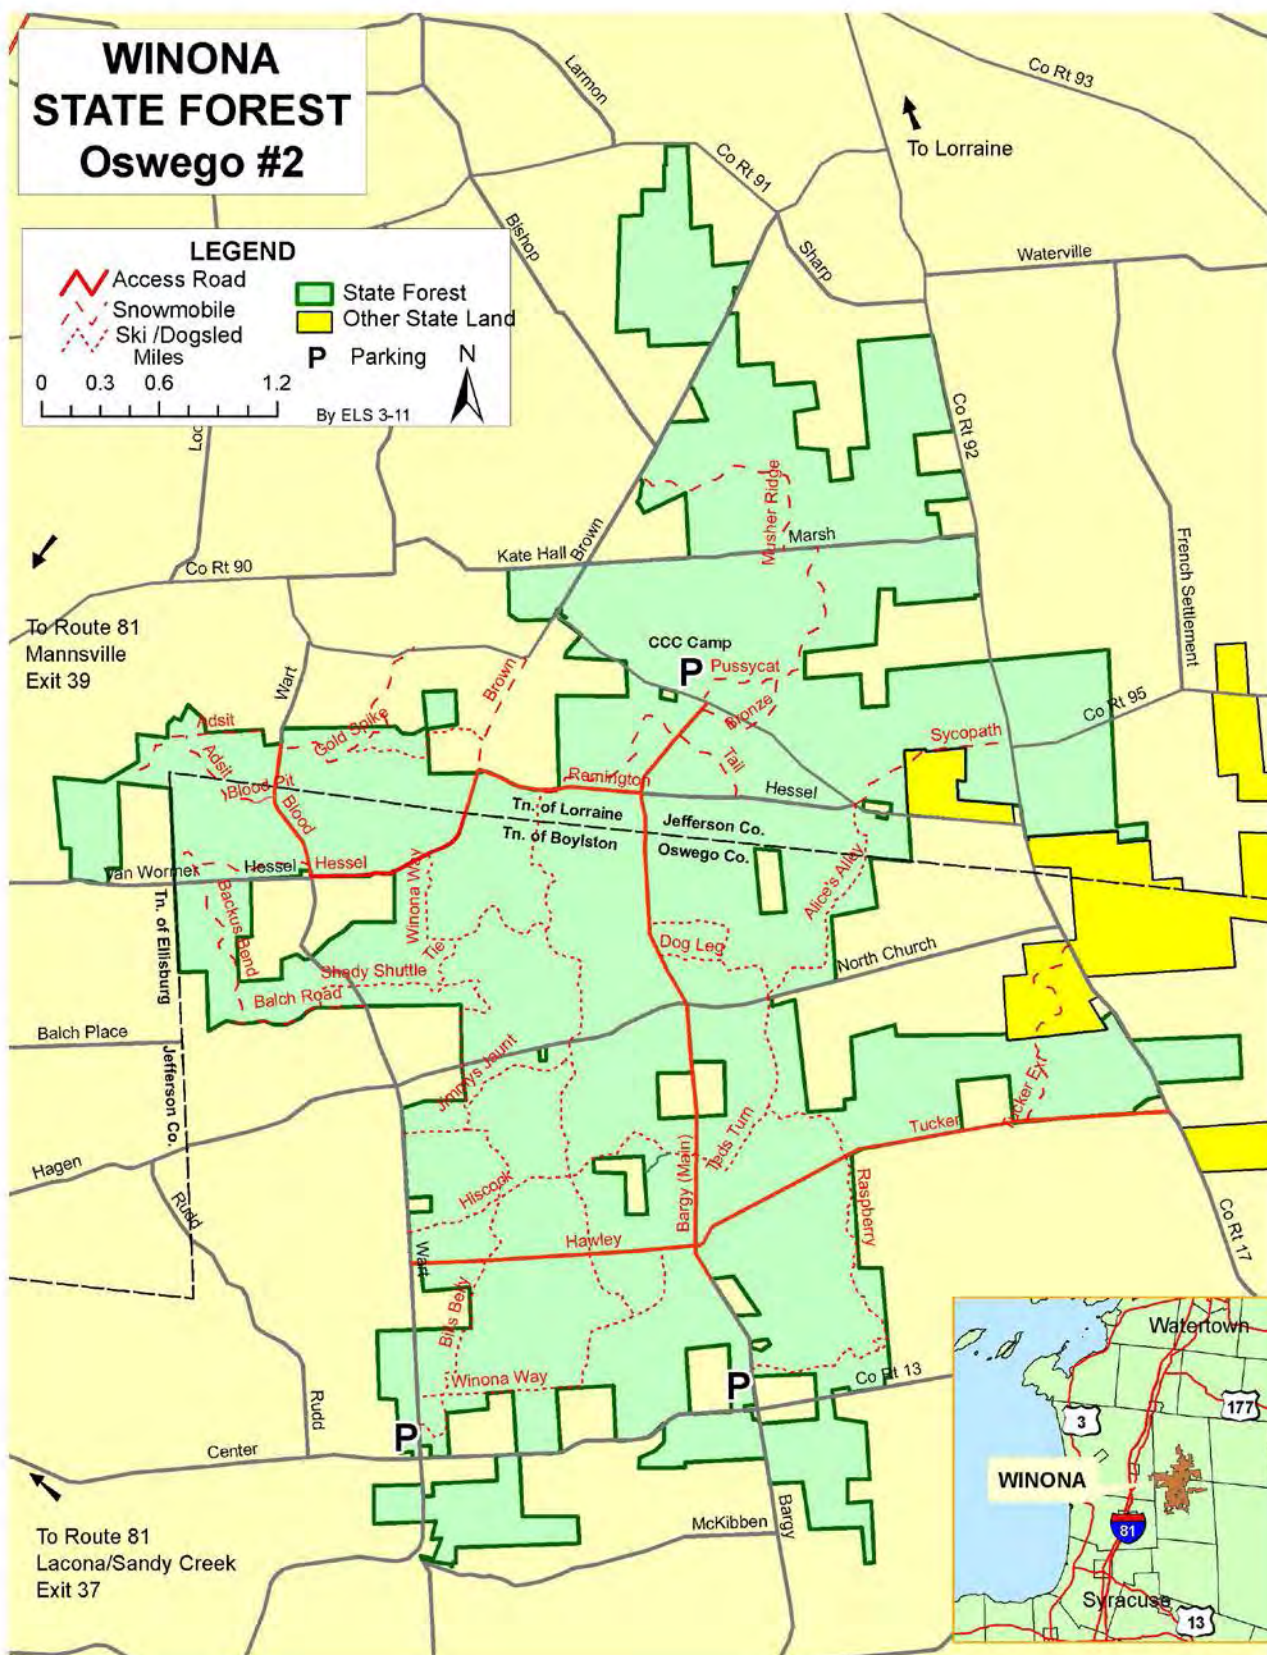 WINONA
STATE FOREST
Oswego #2
LEGEND
Access Road
Snowmobile
Ski /Dogsled
Miles
State Forest
Other State Land
P Parking
N
0 0.3 0.6 1.2
By ELS 3-11
Larmon
Co Rt 93
To Lorraine
Co Rt 91
Bishop
Sharp
Waterville
Co Rt 92
Musher Ridge
Brown
Kate Hall
Marsh
French Settlement
Co Rt 90
To Route 81
Mannsville
Exit 39
CCC Camp
P
Pussycat
Wart
Brown
Adsit
Gold Spike
Bronze
Co Rt 95
Sycopath
Adsit
Tail
Blood Pit
Remington
Hessel
Blood
Tn. of Lorraine
Jefferson Co.
Tn. of Boylston
Oswego Co.
Van Wormer
Hessel
Hessel
Winona Way
Alice's Alley
Backus Bend
Tn. of Ellisburg
Tie
Dog Leg
North Church
Shady Shuttle
Balch Road
Balch Place
Jefferson Co.
Jimmys Jaunt
Tucker Ext
Tucker
Teds Turn
Bargy (Main)
Hagen
Hiscock
Raspberry
Rudd
Co Rt 17
Hawley
Wart
Bills Belly
Winona Way
P
Co Rt 13
Rudd
P
Center
To Route 81
Lacona/Sandy Creek
Exit 37
McKibben
Bargy
Watertown
177
3
WINONA
81
Syracuse
13